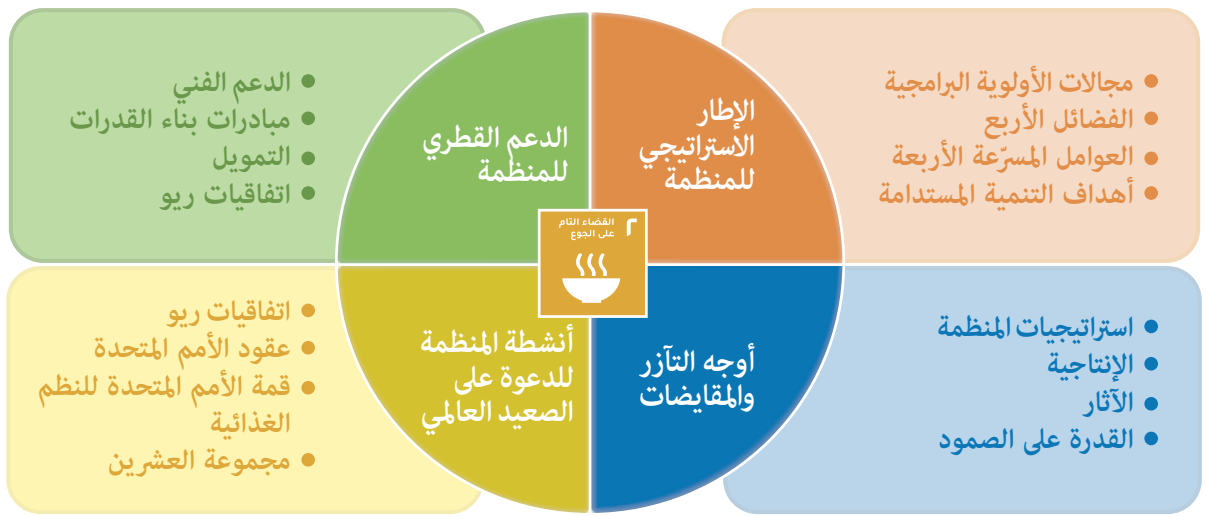 الإطار
الاستراتيجي
للمنظمة
• مجالات الأولوية البرامجية
• الفضائل الأربع
• العوامل المسرّعة الأربعة
• أهداف التنمية المستدامة
الدعم القطري
للمنظمة
• الدعم الفني
• مبادرات بناء القدرات
• التمويل
• اتفاقيات ريو
٢ القضاء التام
على الجوع
أوجه التآزر
والمقايضات
• استراتيجيات المنظمة
• الإنتاجية
• الآثار
• القدرة على الصمود
أنشطة المنظمة
للدعوة على
الصعيد العالمي
• اتفاقيات ريو
• عقود الأمم المتحدة
• قمة الأمم المتحدة للنظم
الغذائية
• مجموعة العشرين